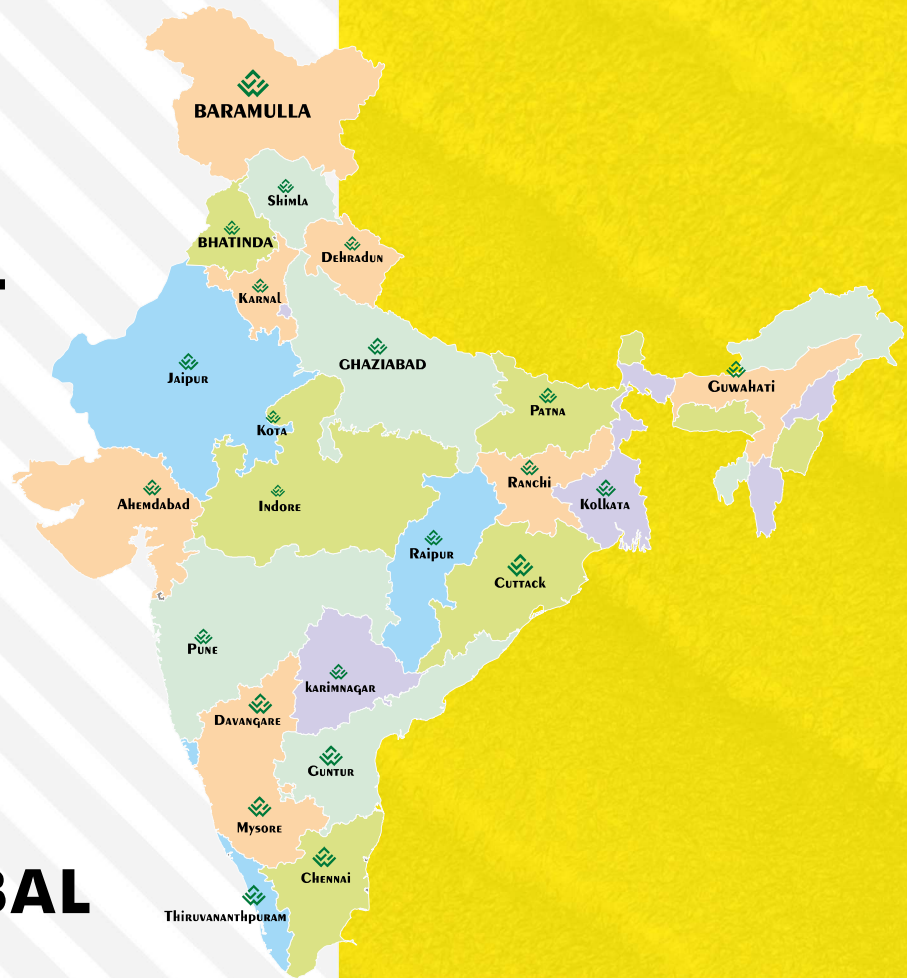 BARAMULLA
Shimla
BHATINDA
Dehradun
Karnal
GHAZIABAD
Jaipur
Guwahati
Patna
Kota
Ranchi
Ahemdabad
Indore
Kolkata
Raipur
Cuttack
Pune
karimnagar
Davangare
Guntur
Mysore
Chennai
BAL
Thiruvananthpuram